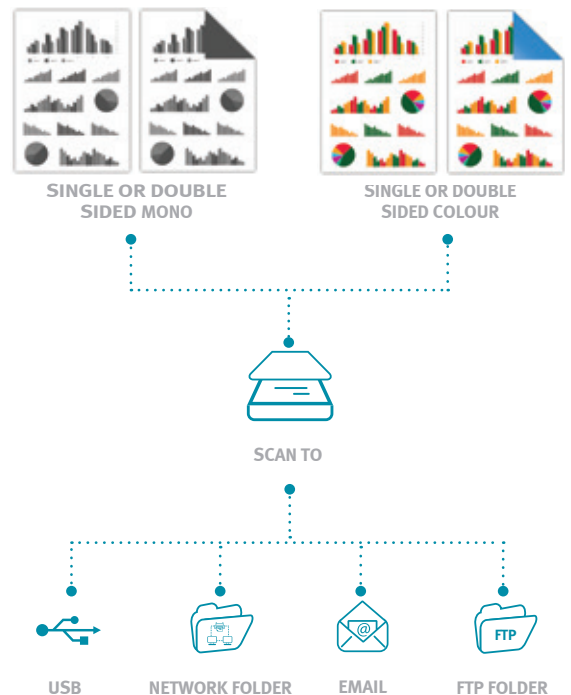 SINGLE OR DOUBLE
SIDED MONO
SINGLE OR DOUBLE
SIDED COLOUR
SCAN TO
@
FTP
USB
NETWORK FOLDER
EMAIL
FTP FOLDER